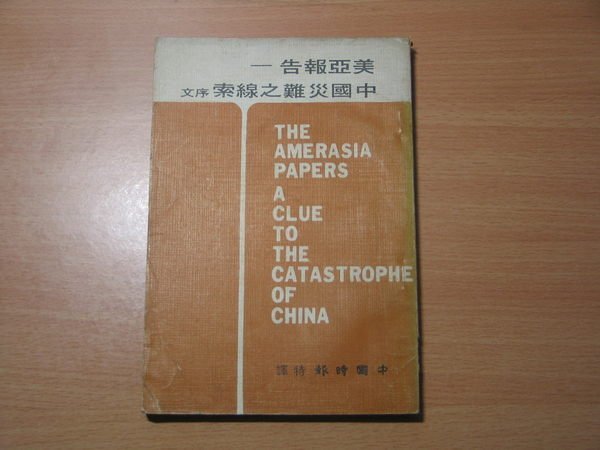 美亞報告—
中國災難之線索 序文
THE
AMERASIA
PAPERS
A
CLUE
TO
THE
CATASTROPHE
OF
CHINA
中國時報 特譯